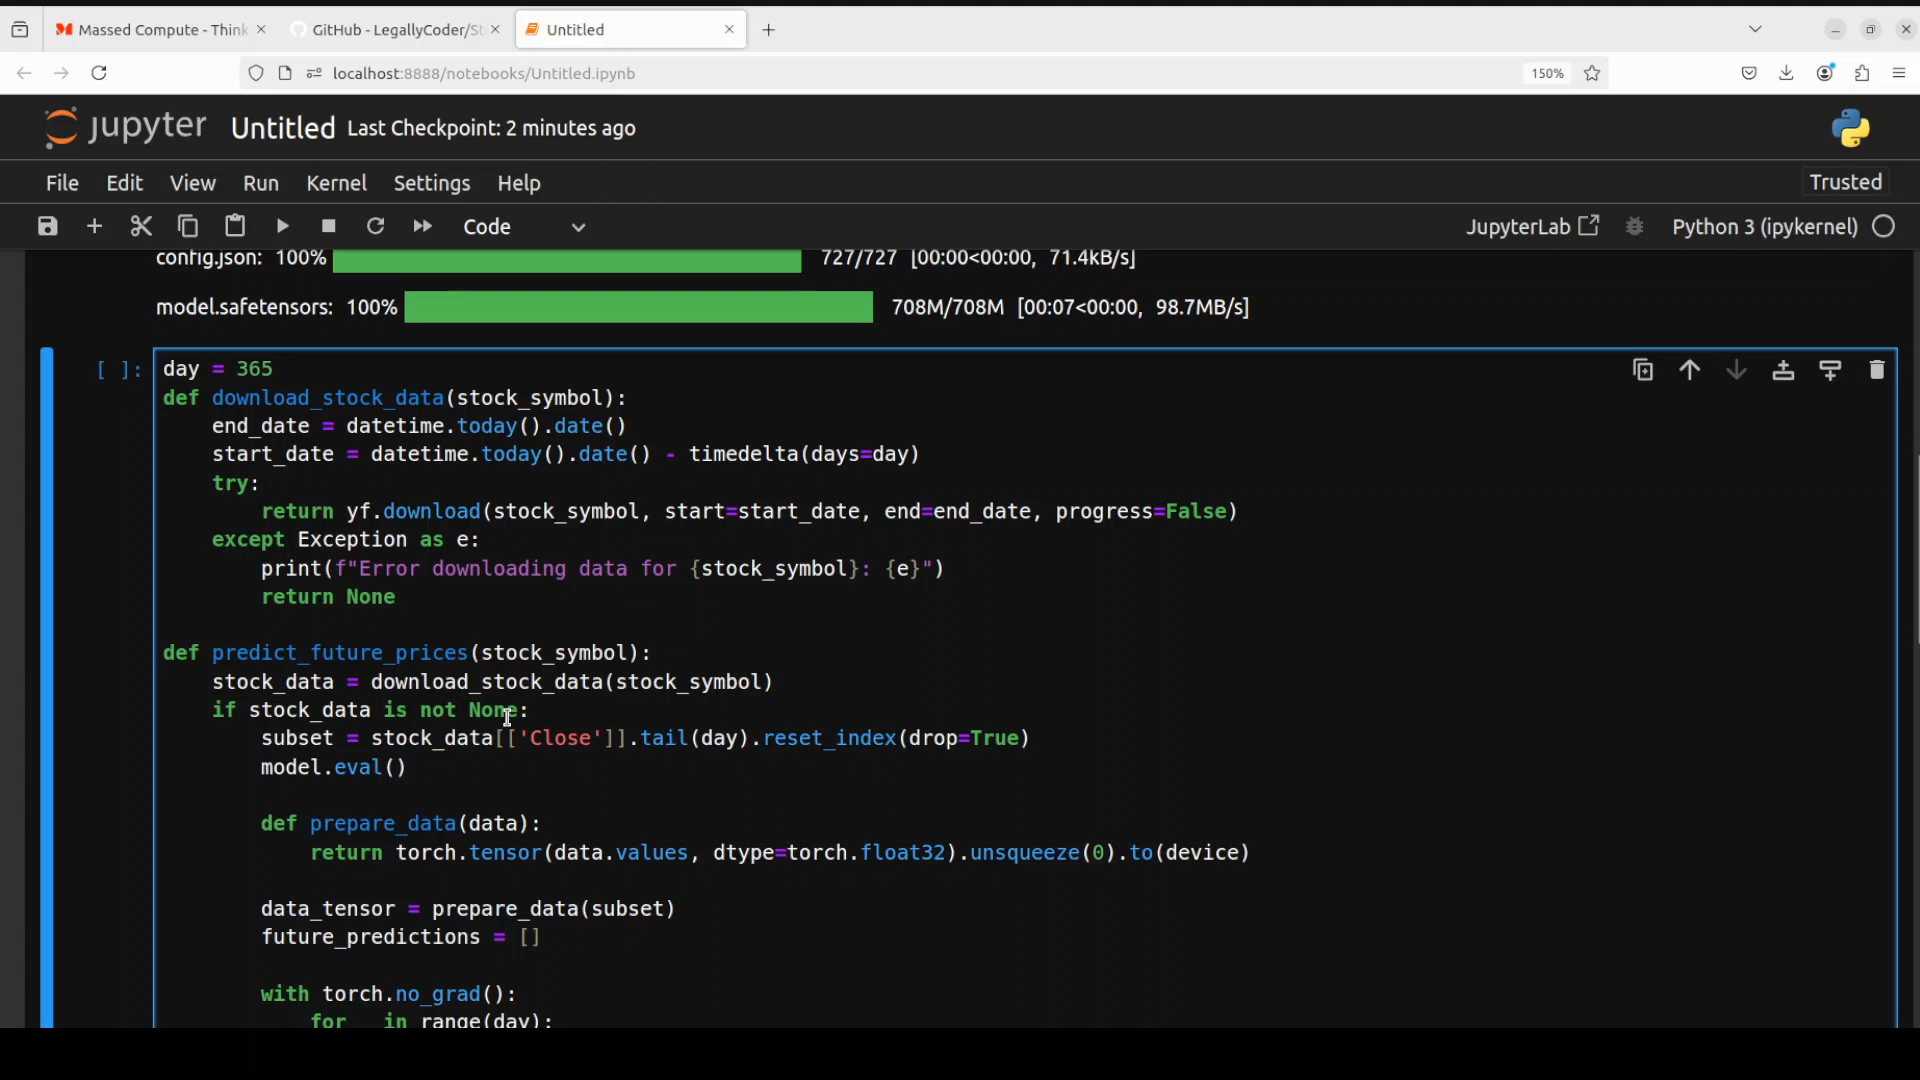 Massed Compute - Think
GitHub - LegallyCoder/St
Untitled
localhost:8888/notebooks/Untitled.ipynb
150%
jupyter Untitled Last Checkpoint: 2 minutes ago
File Edit View Run Kernel Settings Help Trusted
Code JupyterLab Python 3 (ipykernel)
config.json: 100% 727/727 [00:00<00:00, 71.4kB/s]
model.safetensors: 100% 708M/708M [00:07<00:00, 98.7MB/s]
[ ]: day = 365
def download_stock_data(stock_symbol):
    end_date = datetime.today().date()
    start_date = datetime.today().date() - timedelta(days=day)
    try:
        return yf.download(stock_symbol, start=start_date, end=end_date, progress=False)
    except Exception as e:
        print(f"Error downloading data for {stock_symbol}: {e}")
        return None
def predict_future_prices(stock_symbol):
    stock_data = download_stock_data(stock_symbol)
    if stock_data is not None:
        subset = stock_data[['Close']].tail(day).reset_index(drop=True)
        model.eval()
        def prepare_data(data):
            return torch.tensor(data.values, dtype=torch.float32).unsqueeze(0).to(device)
        data_tensor = prepare_data(subset)
        future_predictions = []
        with torch.no_grad():
            for _ in range(day):